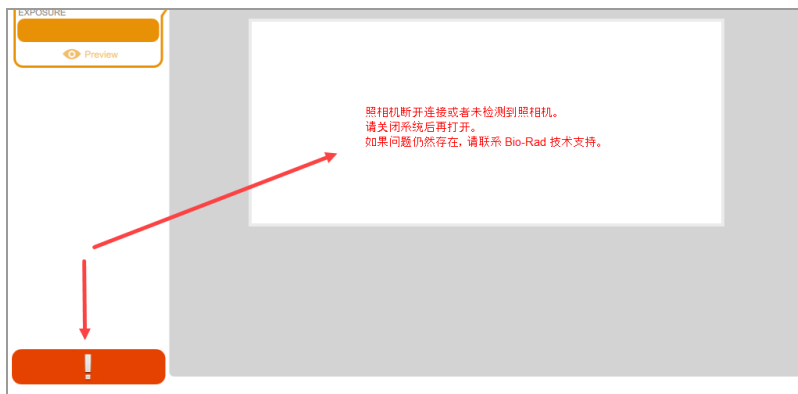 EXPOSURE
Preview
照相机断开连接或者未检测到照相机。
请关闭系统后再打开。
如果问题仍然存在, 请联系 Bio-Rad 技术支持。
!